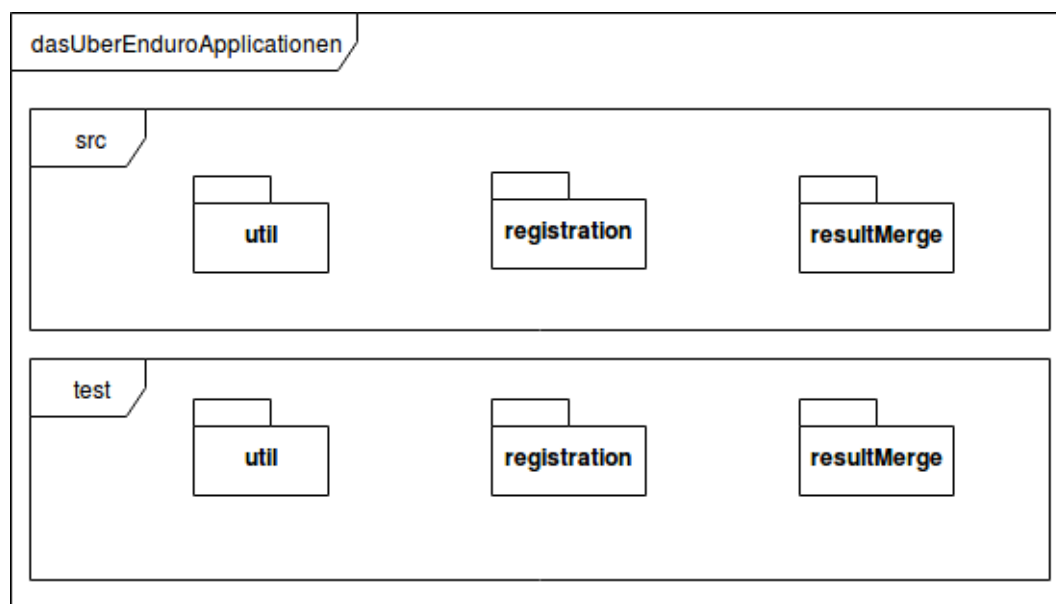 dasUberEnduroApplicationen
src
util
registration
resultMerge
test
util
registration
resultMerge